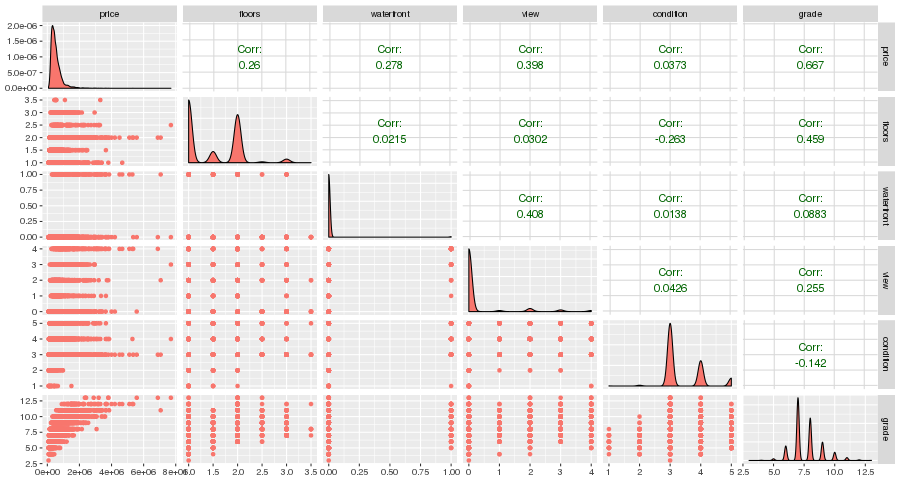 price floors waterfront view condition grade
2.0e-06
1.5e-06
1.0e-06
5.0e-07
0.0e+00
Corr:
0.26
Corr:
0.278
Corr:
0.398
Corr:
0.0373
Corr:
0.667
price
3.5
3.0
2.5
2.0
1.5
1.0
Corr:
0.0215
Corr:
0.0302
Corr:
-0.263
Corr:
0.459
floors
1.00
0.75
0.50
0.25
0.00
Corr:
0.408
Corr:
0.0138
Corr:
0.0883
waterfront
4
3
2
1
0
Corr:
0.0426
Corr:
0.255
view
5
4
3
2
1
Corr:
-0.142
condition
12.5
10.0
7.5
5.0
2.5
grade
0e+00 2e+06 4e+06 6e+06 8e+06
1.0 1.5 2.0 2.5 3.0 3.5
0.00 0.25 0.50 0.75 1.00
0 1 2 3 4
1 2 3 4 5
2.5 5.0 7.5 10.0 12.5